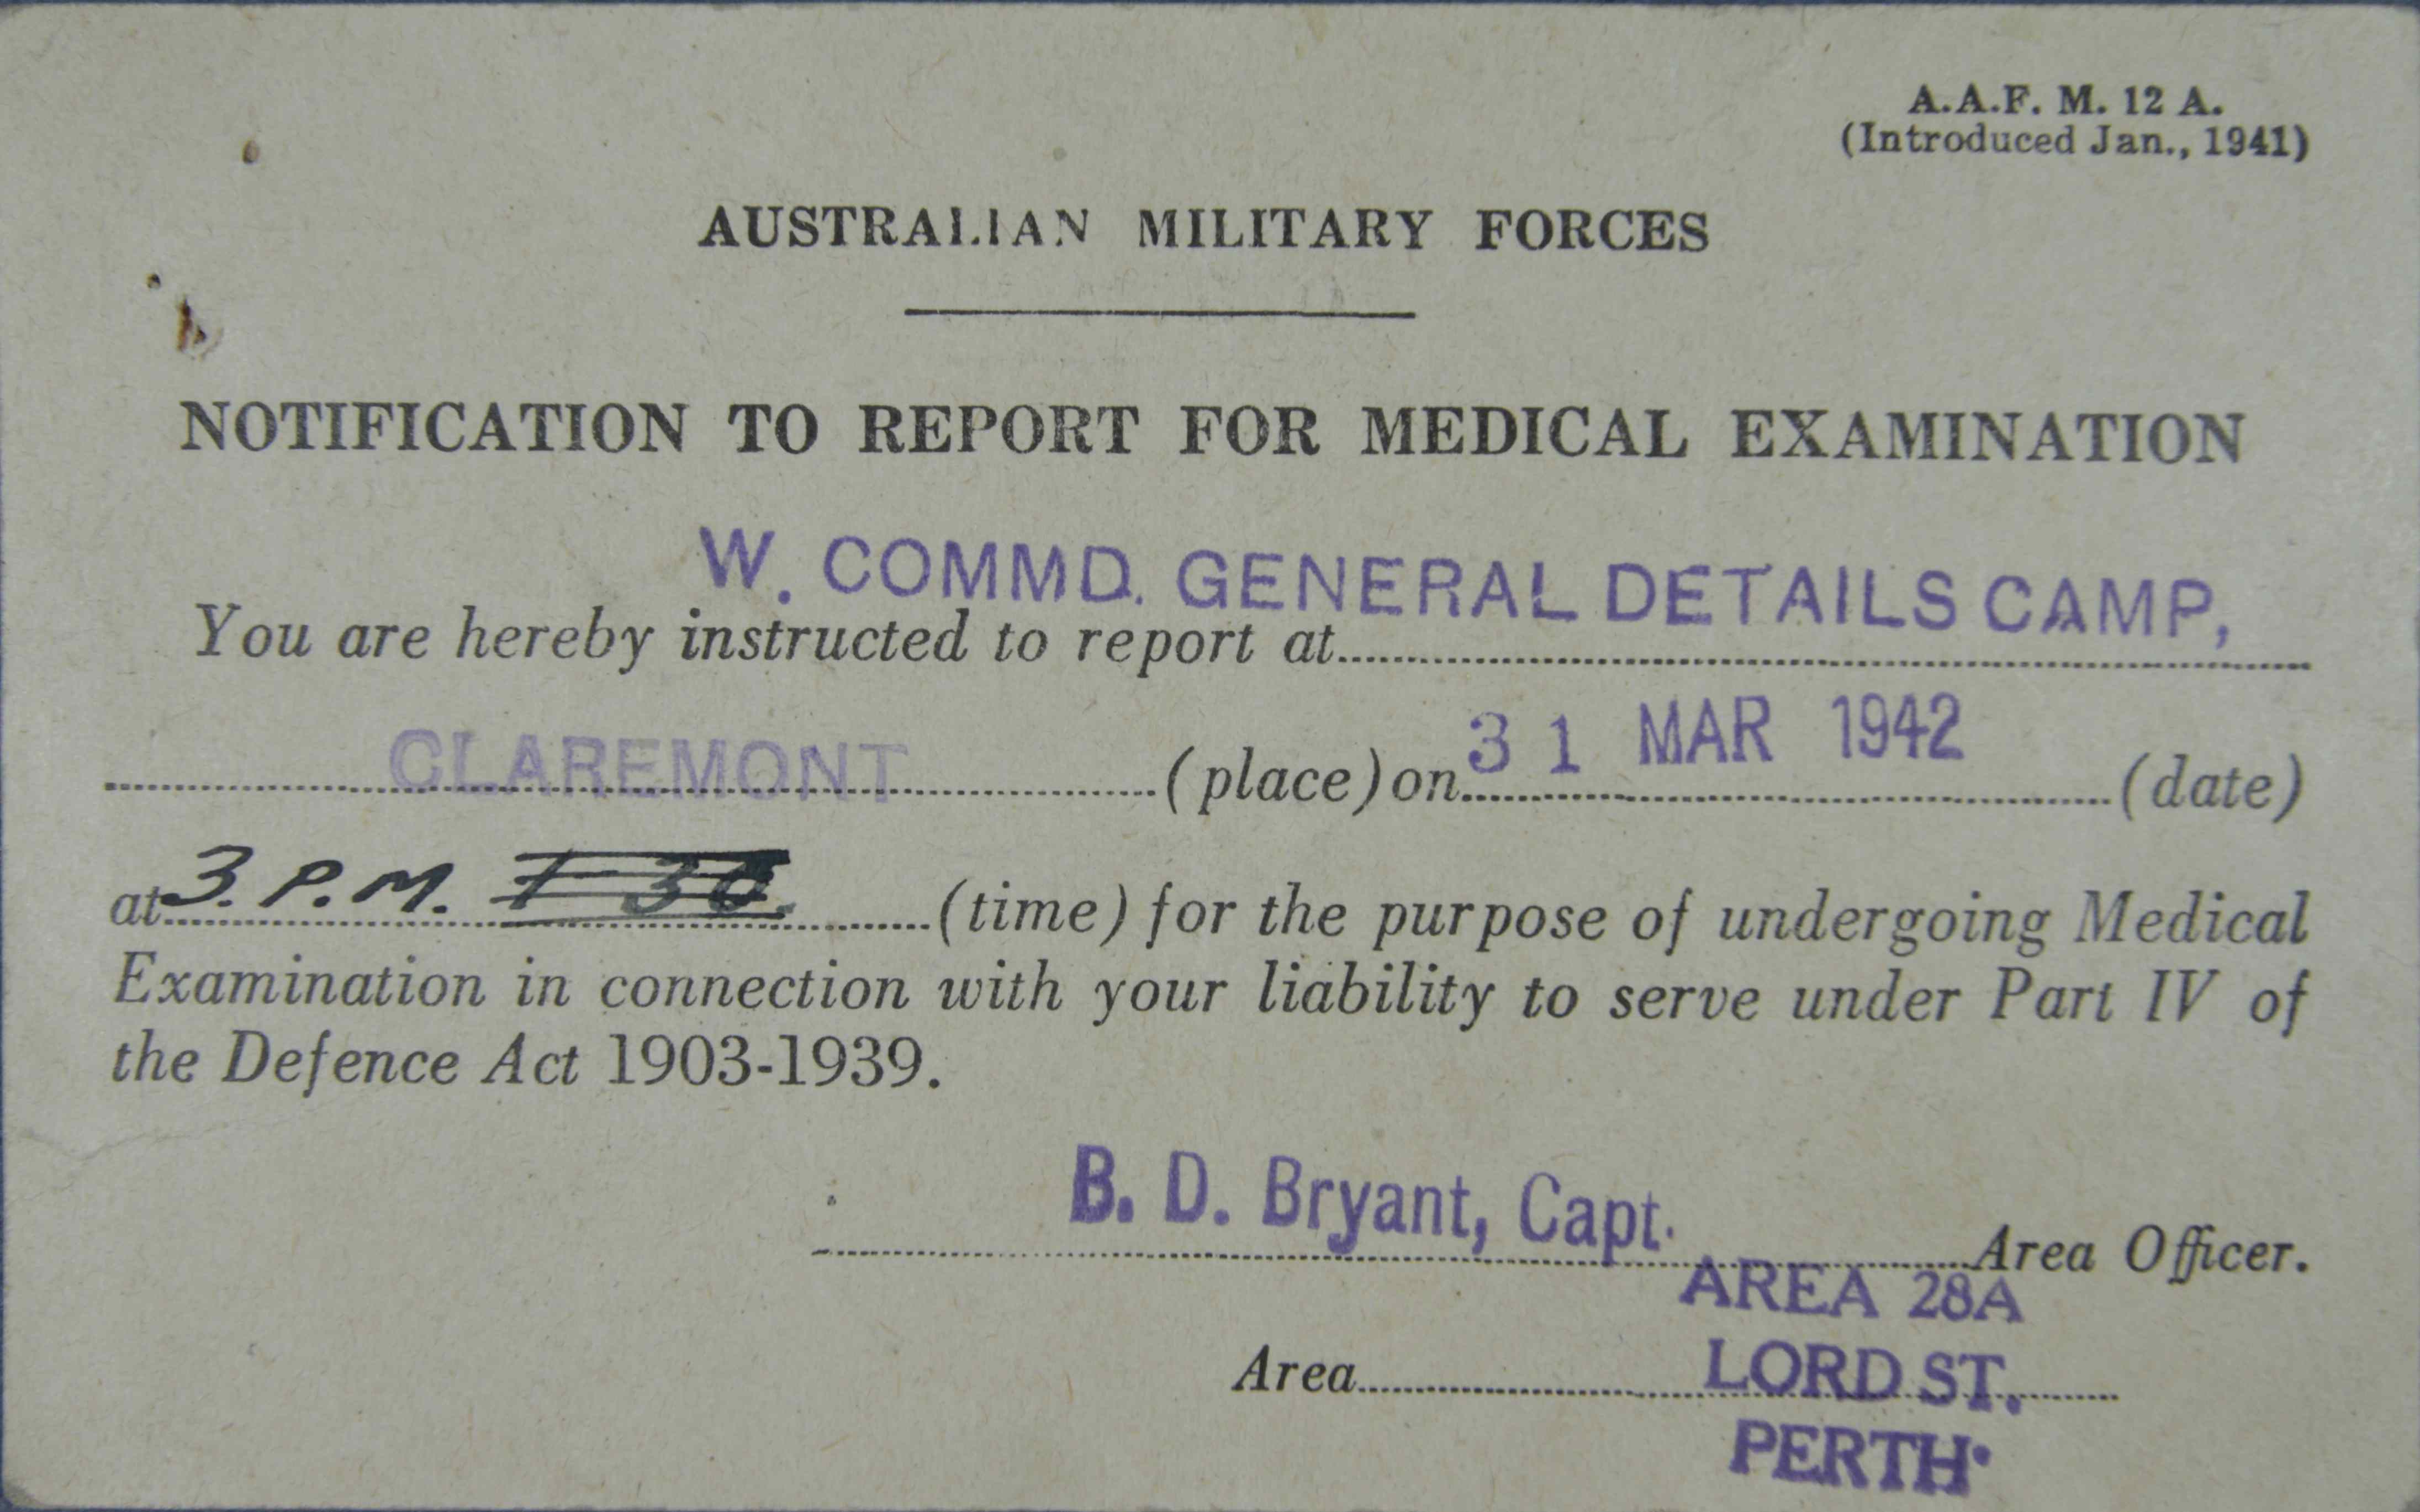 A.A.F. M. 12 A.
(Introduced Jan., 1941)
AUSTRALIAN MILITARY FORCES
NOTIFICATION TO REPORT FOR MEDICAL EXAMINATION
W. COMMD. GENERAL DETAILS CAMP,
You are hereby instructed to report at
CLAREMONT (place) on 31 MAR 1942 (date)
at 3. P.M. 1-30. (time) for the purpose of undergoing Medical
Examination in connection with your liability to serve under Part IV of
the Defence Act 1903-1939.
B. D. Bryant, Capt.
Area Officer.
AREA 28A
Area LORD ST.
PERTH.